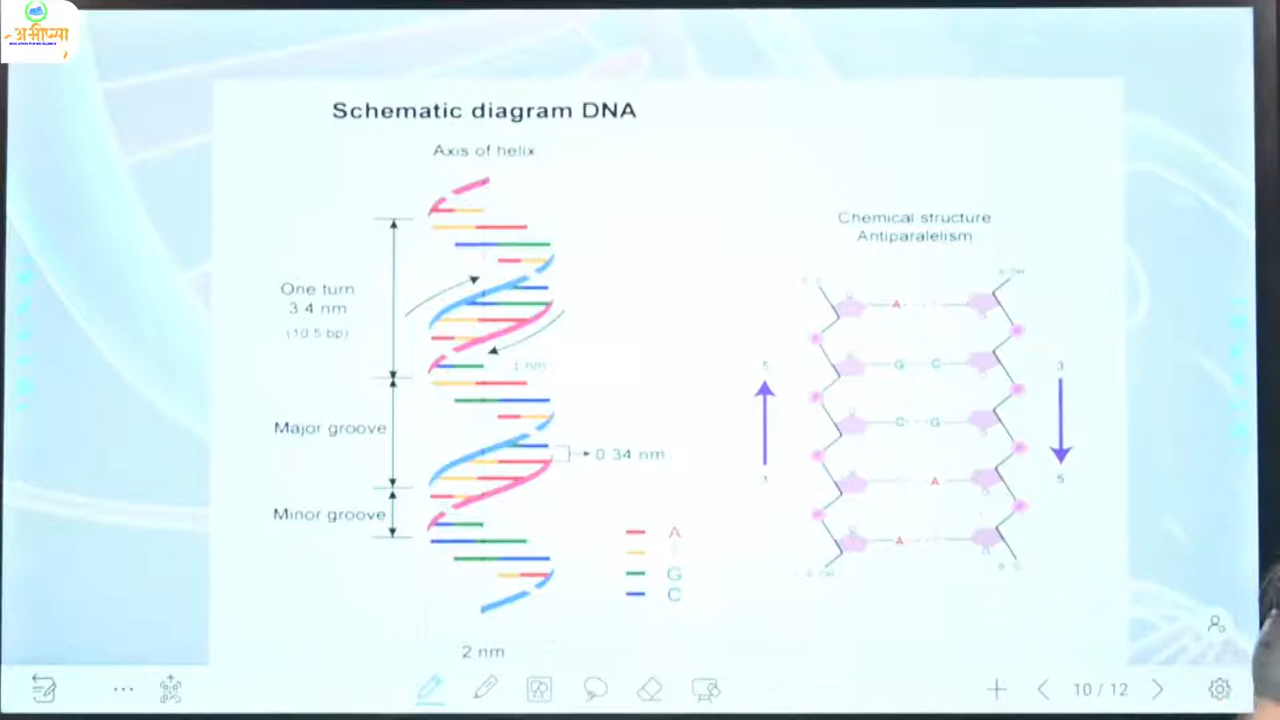 अभीप्सा
Schematic diagram DNA
Axis of helix
One turn
3.4 nm
(10.5 bp)
1 nm
Major groove
0.34 nm
Minor groove
A
G
C
2 nm
Chemical structure
Antiparalelism
A
G C
C G
A
A
5
3
3
5
10 / 12